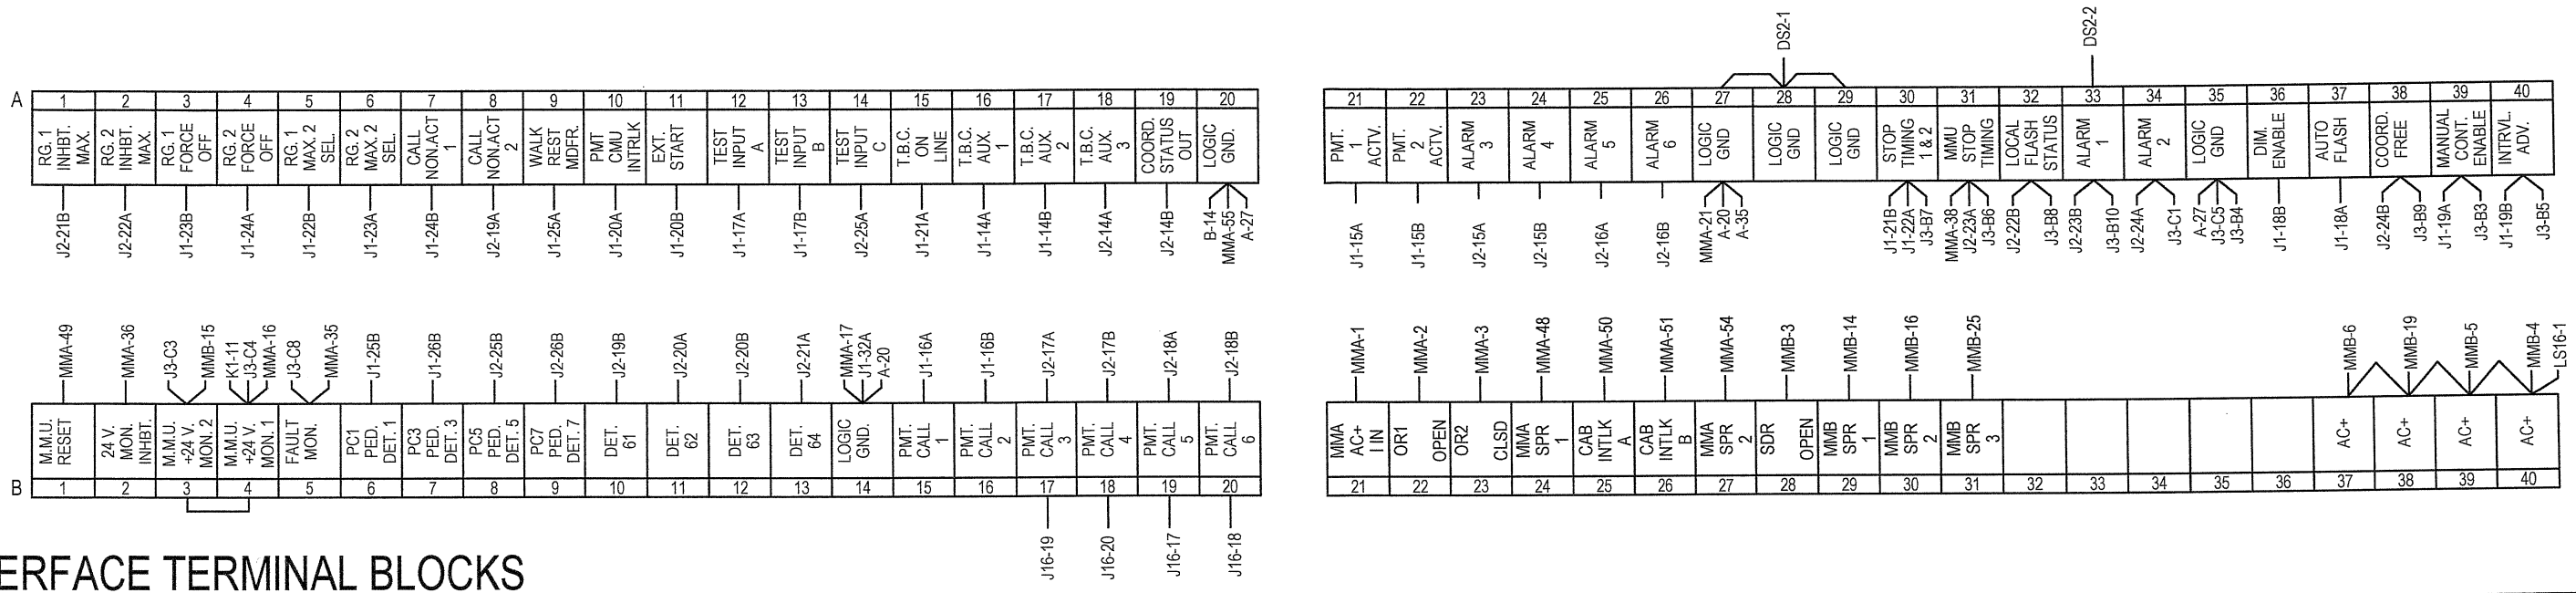 DS2-1
DS2-2
A 1 2 3 4 5 6 7 8 9 10 11 12 13 14 15 16 17 18 19 20 21 22 23 24 25 26 27 28 29 30 31 32 33 34 35 36 37 38 39 40
RG. 1
INHBT.
MAX.
RG. 2
INHBT.
MAX.
RG. 1
FORCE
OFF
RG. 2
FORCE
OFF
RG. 1
MAX. 2
SEL.
RG. 2
MAX. 2
SEL.
CALL
NON.ACT
1
CALL
NON.ACT
2
WALK
REST
MDFR.
PMT
CMU
INTRLK
EXT.
START
TEST
INPUT
A
TEST
INPUT
B
TEST
INPUT
C
T.B.C.
ON
LINE
T.B.C.
AUX.
1
T.B.C.
AUX.
2
T.B.C.
AUX.
3
COORD.
STATUS
OUT
LOGIC
GND.
PMT.
1
ACTV.
PMT.
2
ACTV.
ALARM
3
ALARM
4
ALARM
5
ALARM
6
LOGIC
GND
LOGIC
GND
LOGIC
GND
STOP
TIMING
1 & 2
MMU
STOP
TIMING
LOCAL
FLASH
STATUS
ALARM
1
ALARM
2
LOGIC
GND
DIM.
ENABLE
AUTO
FLASH
COORD.
FREE
MANUAL
CONT.
ENABLE
INTRVL.
ADV.
J2-21B
J2-22A
J1-23B
J1-24A
J2-22B
J1-23A
J1-24B
J2-19A
J1-25A
J1-20A
J1-20B
J1-17A
J1-17B
J2-25A
J1-21A
J1-14A
J1-14B
J2-14A
J2-14B
B-14
MMA-55
A-27
J1-15A
J1-15B
J2-15A
J2-15B
J2-16A
J2-16B
MMA-21
A-20
A-35
J1-21B
J1-22A
J3-B7
MMA-38
J2-23A
J3-B6
J2-22B
J3-B8
J2-23B
J3-B10
J2-24A
J3-C1
A-27
J3-C5
J3-B4
J1-18B
J1-18A
J2-24B
J3-B9
J1-19A
J3-B3
J1-19B
J3-B5
MMA-49
MMA-36
J3-C3
MMB-15
K1-11
J3-C4
MMA-16
J3-C8
MMA-35
J1-25B
J1-26B
J2-25B
J2-26B
J2-19B
J2-20A
J2-20B
J2-21A
MMA-17
J1-32A
A-20
J1-16A
J1-16B
J2-17A
J2-17B
J2-18A
J2-18B
MMA-1
MMA-2
MMA-3
MMA-48
MMA-50
MMA-51
MMA-54
MMB-3
MMB-14
MMB-16
MMB-25
MMB-6
MMB-19
MMB-5
MMB-4
LS16-1
M.M.U.
RESET
24 V.
MON.
INHBT.
M.M.U.
+24 V.
MON. 2
M.M.U.
+24 V.
MON. 1
FAULT
MON.
PC1
PED.
DET. 1
PC3
PED.
DET. 3
PC5
PED.
DET. 5
PC7
PED.
DET. 7
DET.
61
DET.
62
DET.
63
DET.
64
LOGIC
GND.
PMT.
CALL
1
PMT.
CALL
2
PMT.
CALL
3
PMT.
CALL
4
PMT.
CALL
5
PMT.
CALL
6
MMA
AC+
I IN
OR1
OPEN
OR2
CLSD
MMA
SPR
1
CAB
INTLK
A
CAB
INTLK
B
MMA
SPR
2
SDR
OPEN
MMB
SPR
1
MMB
SPR
2
MMB
SPR
3
AC+
AC+
AC+
AC+
B 1 2 3 4 5 6 7 8 9 10 11 12 13 14 15 16 17 18 19 20 21 22 23 24 25 26 27 28 29 30 31 32 33 34 35 36 37 38 39 40
J16-19
J16-20
J16-17
J16-18
ERFACE TERMINAL BLOCKS